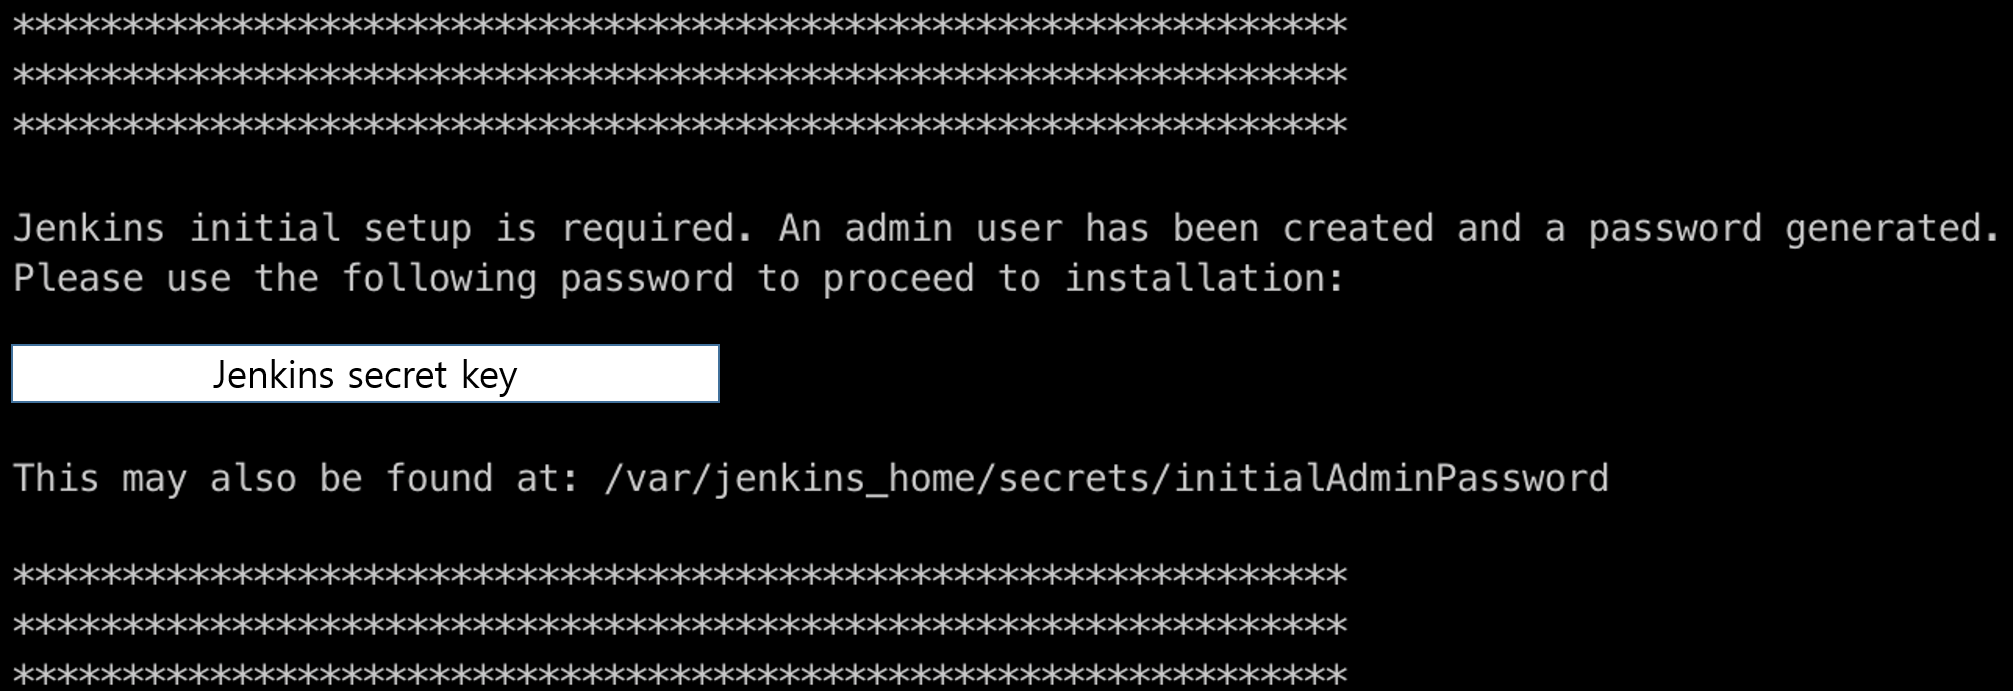 *************************************************************
*************************************************************
*************************************************************
Jenkins initial setup is required. An admin user has been created and a password generated.
Please use the following password to proceed to installation:
Jenkins secret key
This may also be found at: /var/jenkins_home/secrets/initialAdminPassword
*************************************************************
*************************************************************
*************************************************************